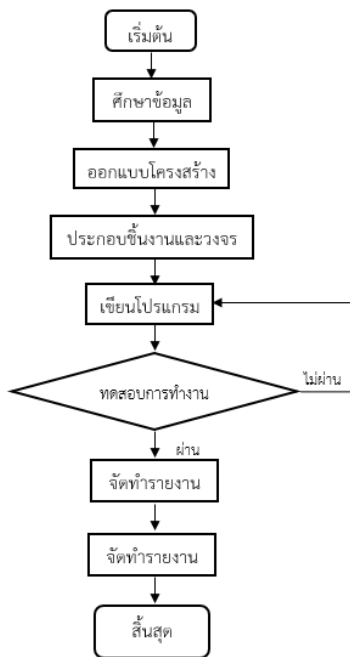 เริ่มต้น
ศึกษาข้อมูล
ออกแบบโครงสร้าง
ประกอบชิ้นงานและวงจร
เขียนโปรแกรม
ทดสอบการทำงาน
ไม่ผ่าน
ผ่าน
จัดทำรายงาน
จัดทำรายงาน
สิ้นสุด